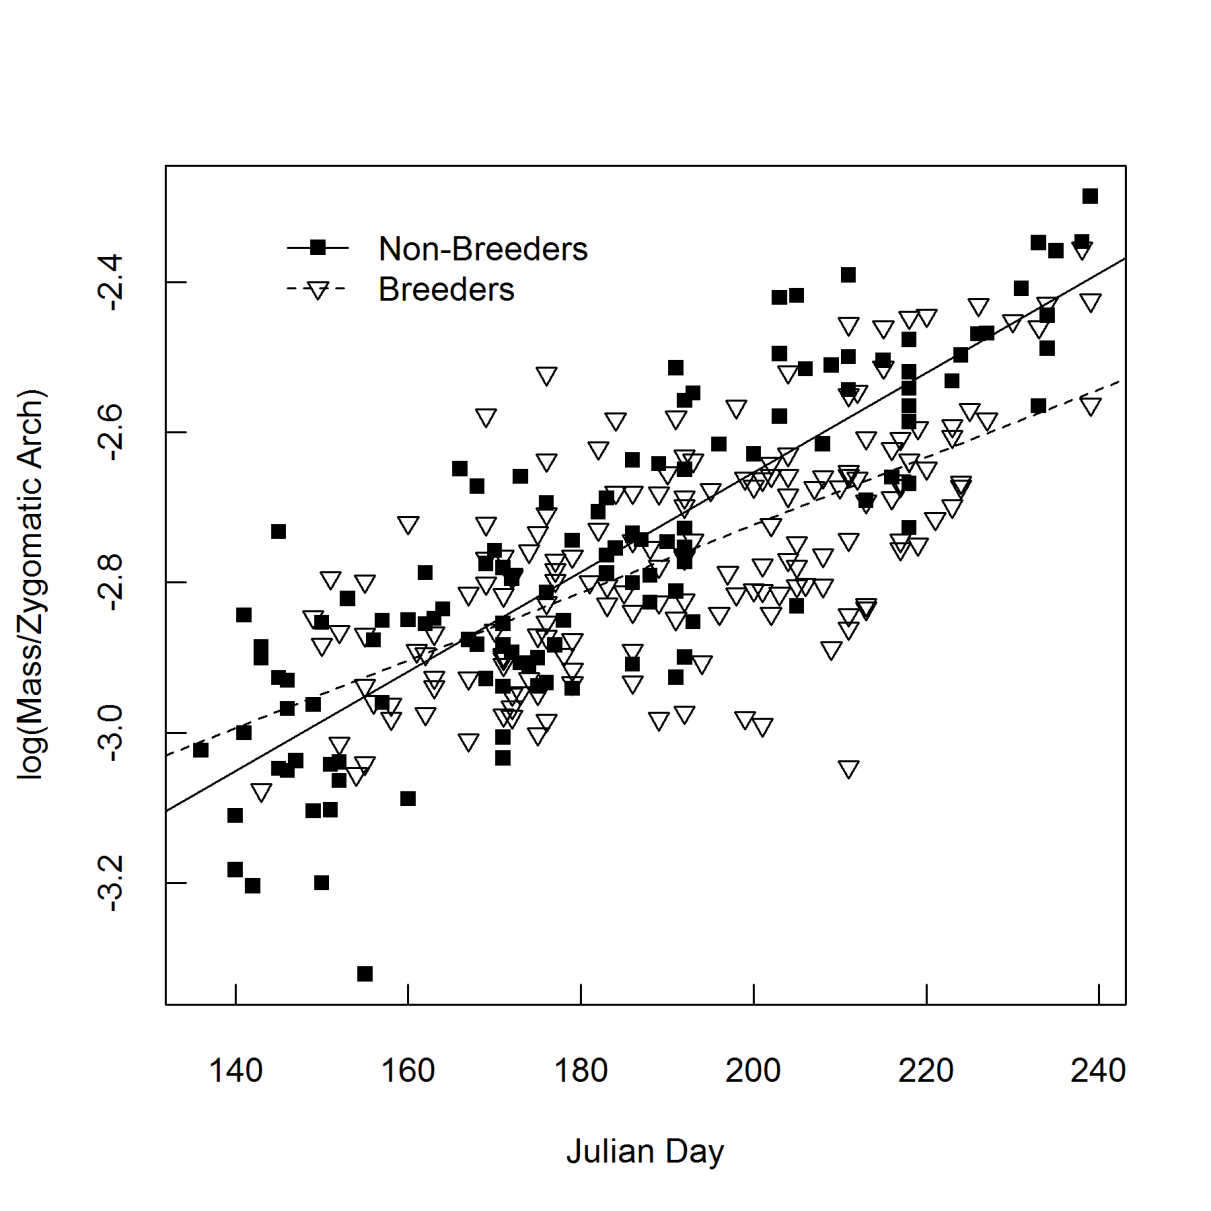 Non-Breeders
Breeders
log(Mass/Zygomatic Arch)
-2.4
-2.6
-2.8
-3.0
-3.2
140 160 180 200 220 240
Julian Day